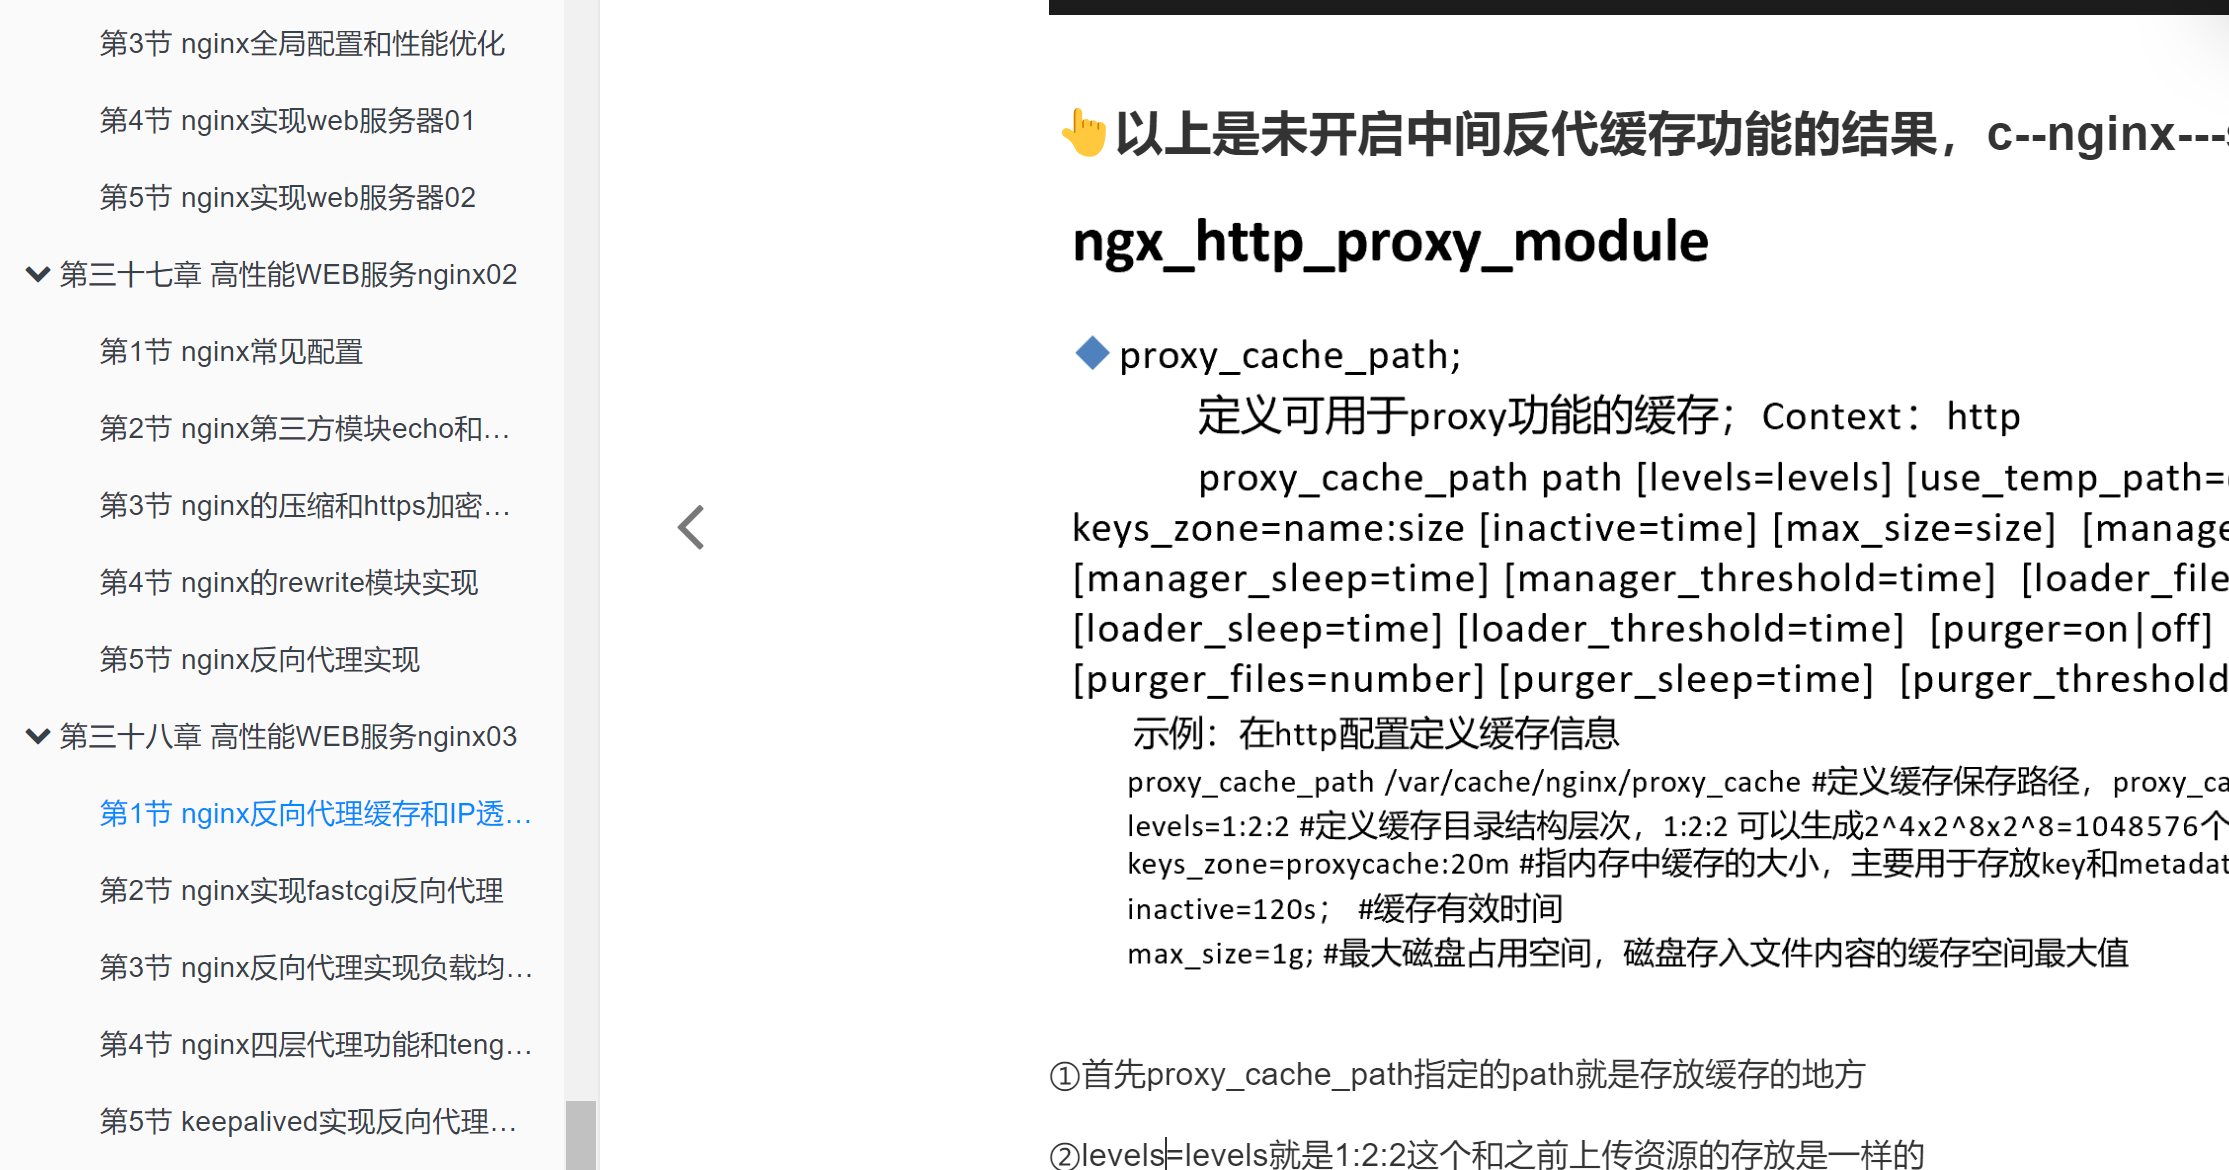 第3节 nginx全局配置和性能优化
第4节 nginx实现web服务器01
第5节 nginx实现web服务器02
第三十七章 高性能WEB服务nginx02
第1节 nginx常见配置
第2节 nginx第三方模块echo和...
第3节 nginx的压缩和https加密...
第4节 nginx的rewrite模块实现
第5节 nginx反向代理实现
第三十八章 高性能WEB服务nginx03
第1节 nginx反向代理缓存和IP透...
第2节 nginx实现fastcgi反向代理
第3节 nginx反向代理实现负载均...
第4节 nginx四层代理功能和teng...
第5节 keepalived实现反向代理...
👆以上是未开启中间反代缓存功能的结果，c--nginx---
ngx_http_proxy_module
proxy_cache_path;
定义可用于proxy功能的缓存；Context：http
proxy_cache_path path [levels=levels] [use_temp_path=
keys_zone=name:size [inactive=time] [max_size=size] [manage
[manager_sleep=time] [manager_threshold=time] [loader_file
[loader_sleep=time] [loader_threshold=time] [purger=on|off]
[purger_files=number] [purger_sleep=time] [purger_threshold
示例：在http配置定义缓存信息
proxy_cache_path /var/cache/nginx/proxy_cache #定义缓存保存路径，proxy_ca
levels=1:2:2 #定义缓存目录结构层次，1:2:2 可以生成2^4x2^8x2^8=1048576个
keys_zone=proxycache:20m #指内存中缓存的大小，主要用于存放key和metadat
inactive=120s； #缓存有效时间
max_size=1g; #最大磁盘占用空间，磁盘存入文件内容的缓存空间最大值
①首先proxy_cache_path指定的path就是存放缓存的地方
②levels=levels就是1:2:2这个和之前上传资源的存放是一样的